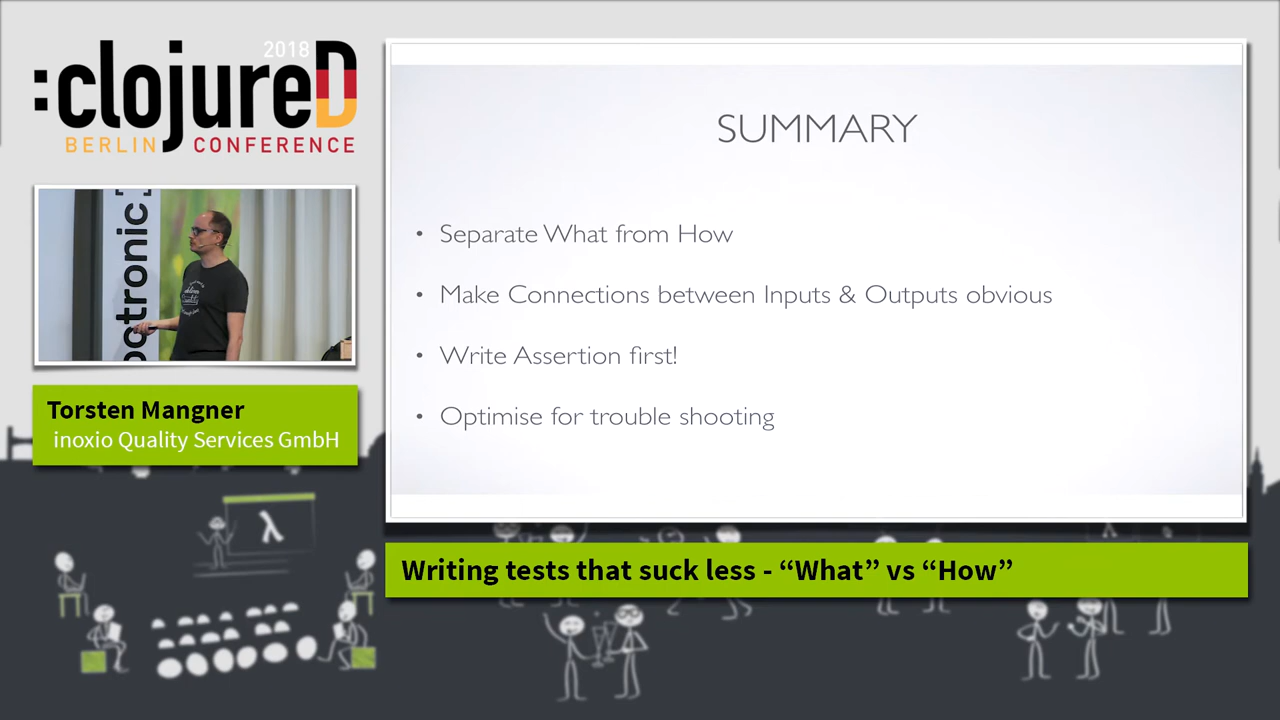 2018
:clojureD
BERLIN CONFERENCE
SUMMARY
• Separate What from How
• Make Connections between Inputs & Outputs obvious
• Write Assertion first!
• Optimise for trouble shooting
Torsten Mangner
inoxio Quality Services GmbH
Writing tests that suck less - “What” vs “How”
λ